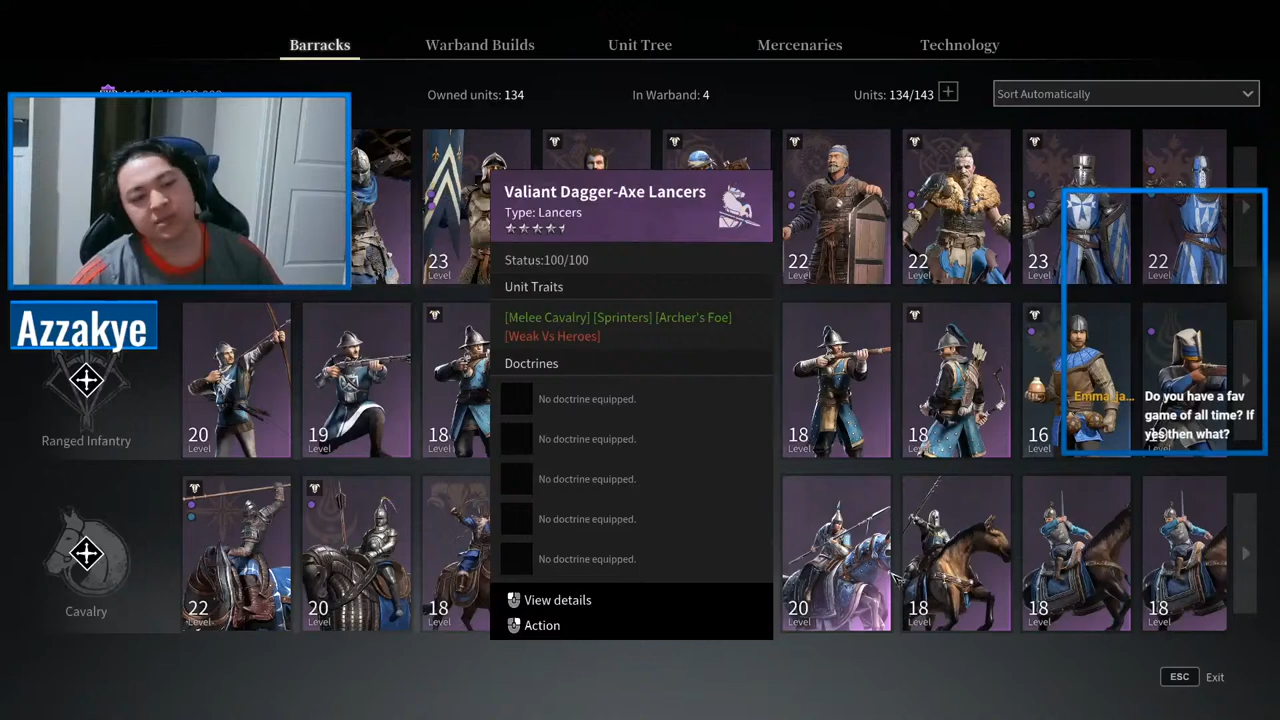 Barracks
Warband Builds
Unit Tree
Mercenaries
Technology
Owned units: 134
In Warband: 4
Units: 134/143
Sort Automatically
23
Level
22
Level
22
Level
23
Level
22
Level
Valiant Dagger-Axe Lancers
Type: Lancers
Status:100/100
Unit Traits
[Melee Cavalry] [Sprinters] [Archer's Foe]
[Weak Vs Heroes]
Doctrines
No doctrine equipped.
No doctrine equipped.
No doctrine equipped.
No doctrine equipped.
No doctrine equipped.
View details
Action
Azzakye
Ranged Infantry
20
Level
19
Level
18
Level
18
Level
18
Level
16
Level
Do you have a fav
game of all time? If
yes then what?
Level
Cavalry
22
Level
20
Level
18
Level
20
Level
18
Level
18
Level
18
Level
ESC
Exit